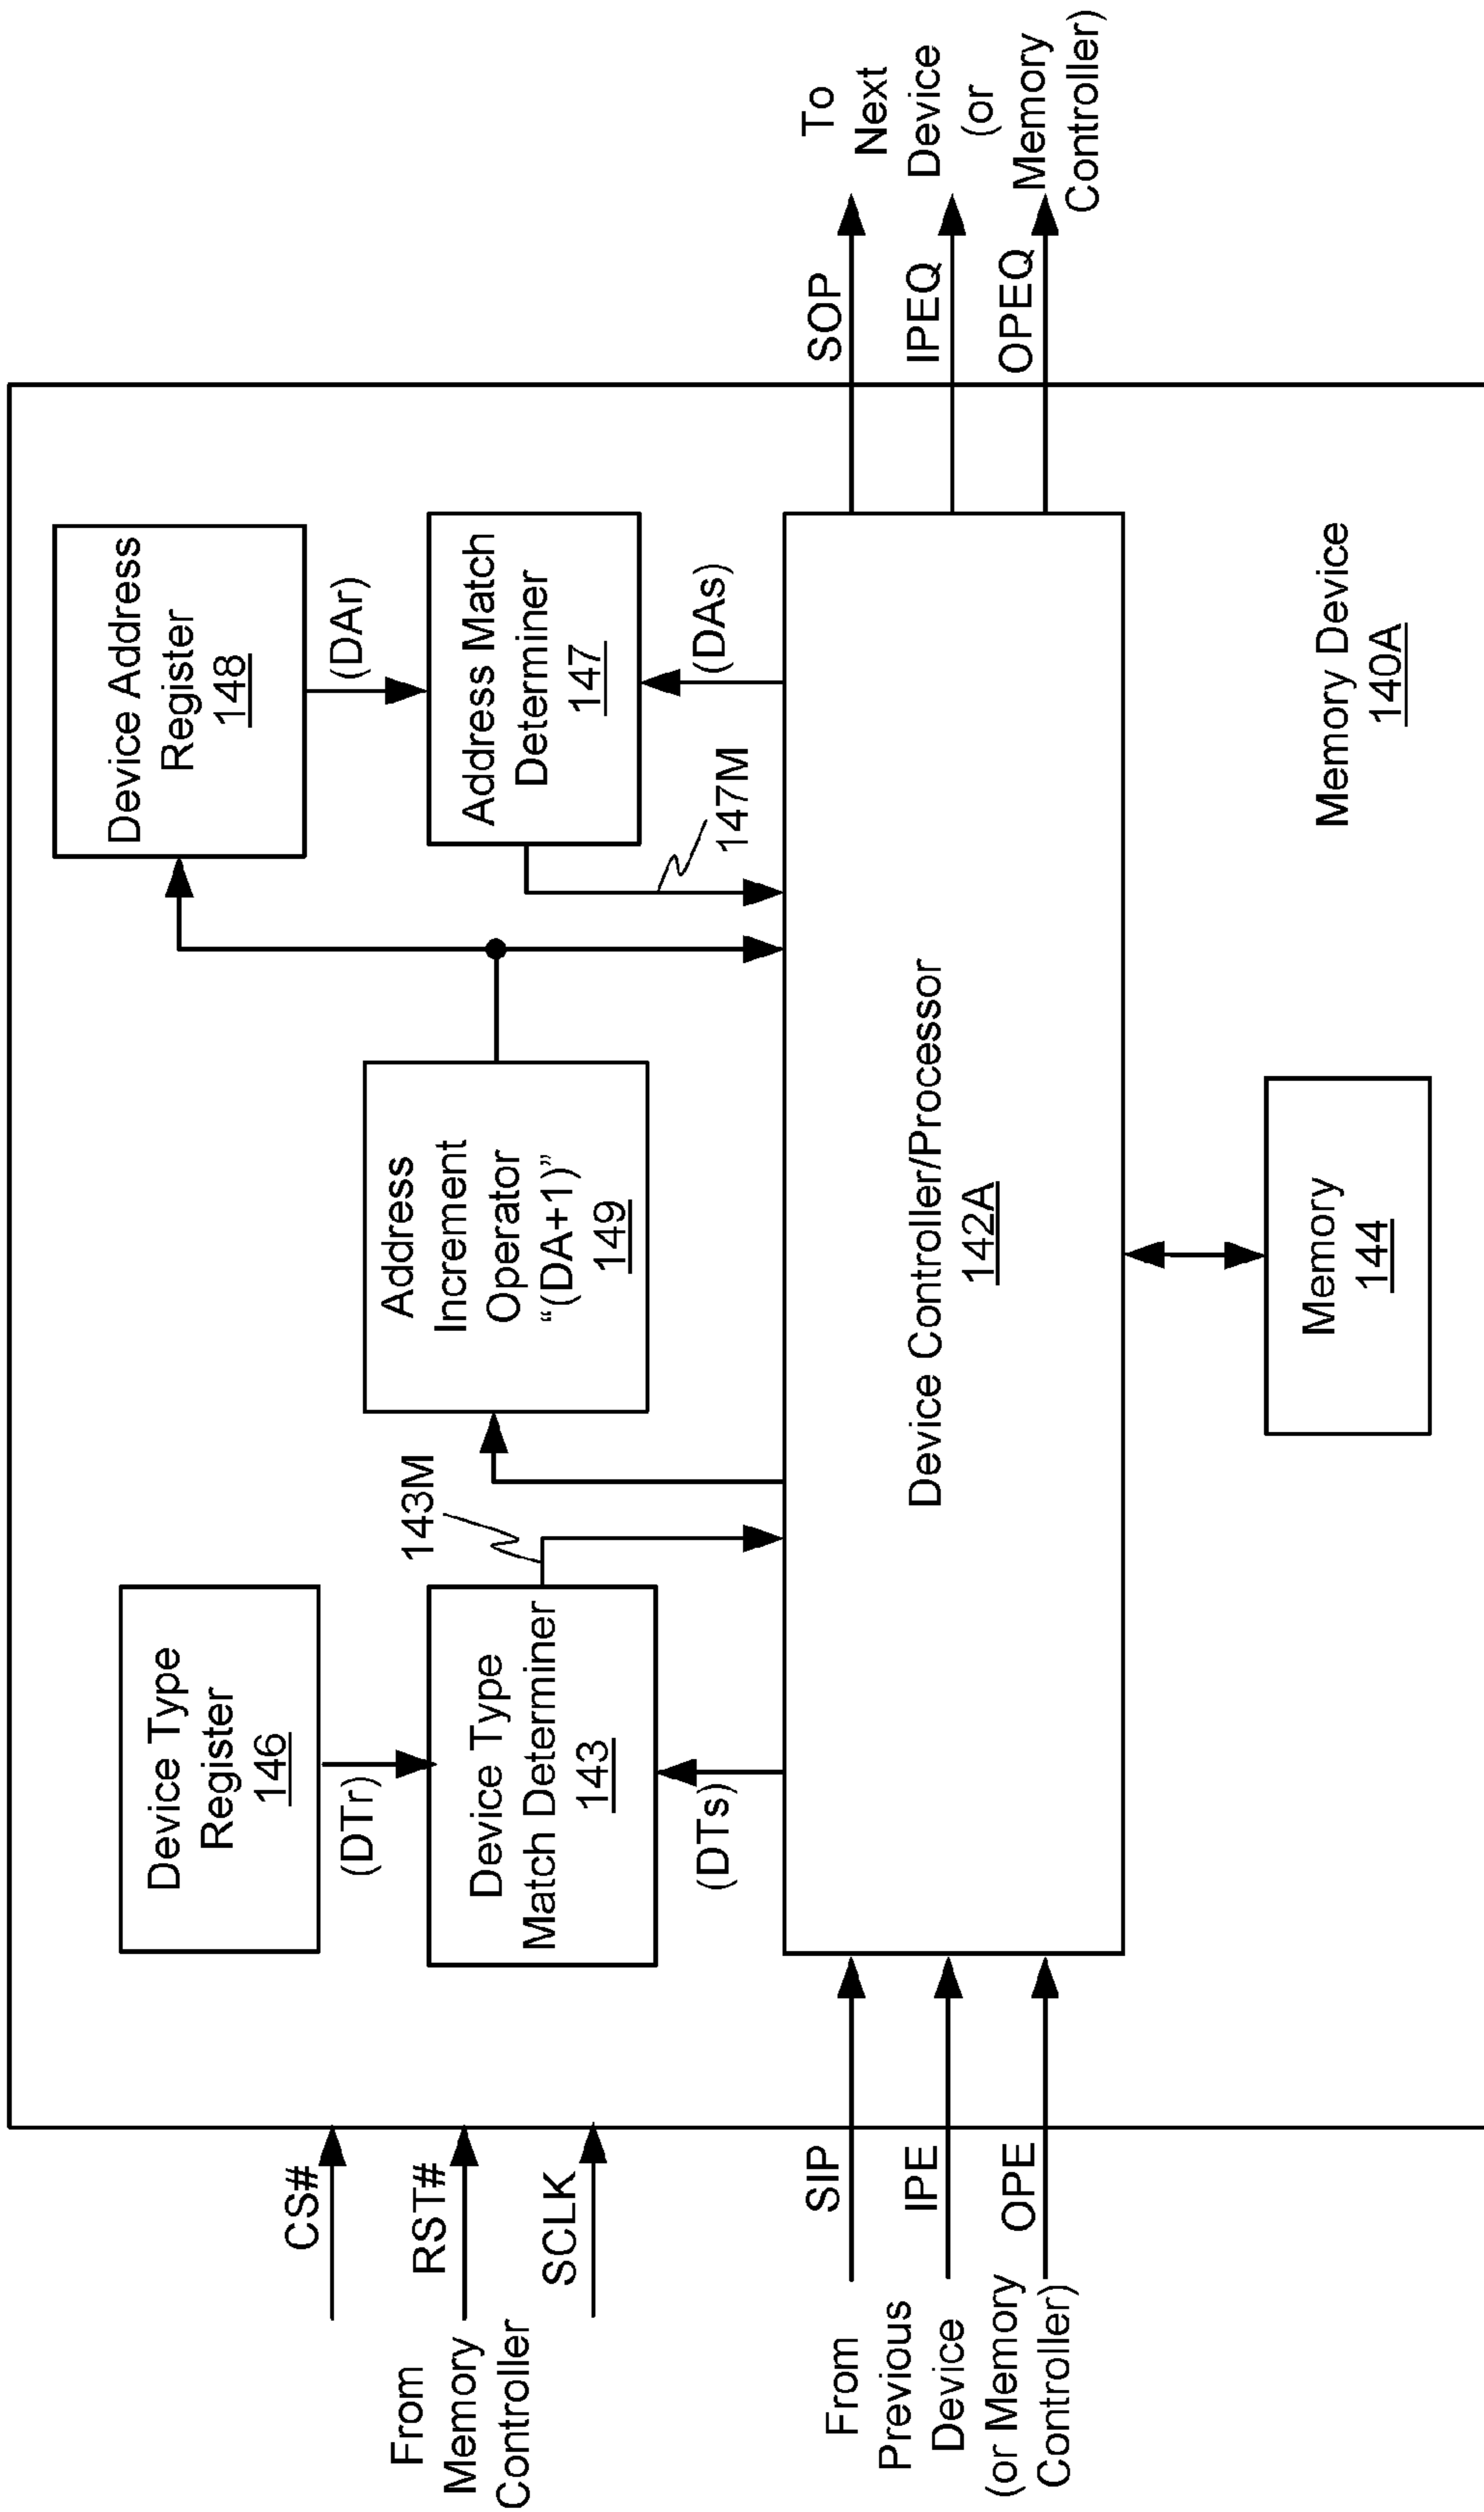 CS#
From
Memory
Controller
RST#
SCLK
From
Previous
Device
(or Memory
Controller)
SIP
IPE
OPE
Device Type
Register
146
(DTr)
Device Type
Match Determiner
143
(DTs)
143M
Address
Increment
Operator
“(DA+1)”
149
Device Address
Register
148
(DAr)
Address Match
Determiner
147
(DAs)
147M
Device Controller/Processor
142A
Memory
144
Memory Device
140A
SOP
IPEQ
OPEQ
To
Next
Device
(or
Memory
Controller)